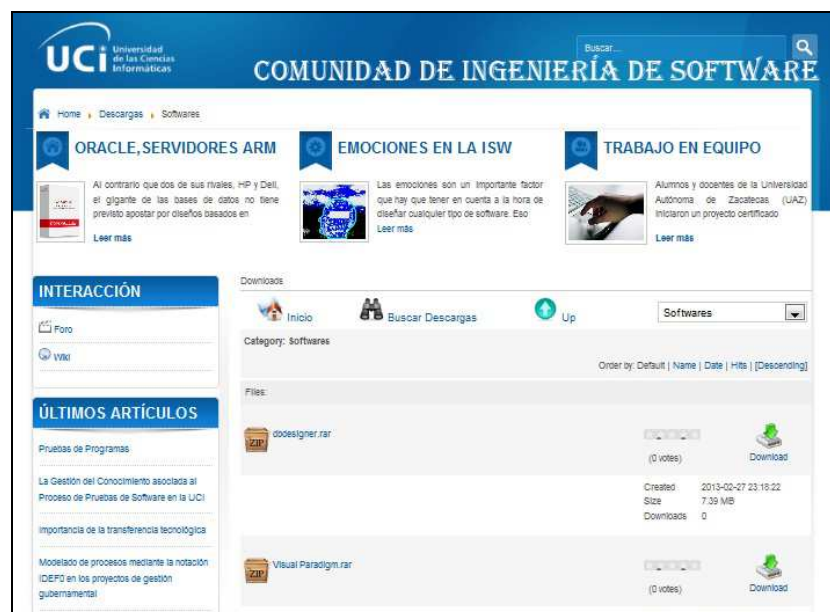 UCi Universidad
de las Ciencias
Informáticas
Buscar...
COMUNIDAD DE INGENIERÍA DE SOFTWARE
Home Descargas Softwares
ORACLE, SERVIDORES ARM
Al contrario que dos de sus rivales, HP y Dell,
el gigante de las bases de datos no tiene
previsto apostar por diseños basados en
Leer más
EMOCIONES EN LA ISW
Las emociones son un importante factor
que hay que tener en cuenta a la hora de
diseñar cualquier tipo de software. Eso
Leer más
TRABAJO EN EQUIPO
Alumnos y docentes de la Universidad
Autónoma de Zacatecas (UAZ)
iniciaron un proyecto certificado
Leer más
INTERACCIÓN
Foro
Wiki
ÚLTIMOS ARTÍCULOS
Pruebas de Programas
La Gestión del Conocimiento asociada al
Proceso de Pruebas de Software en la UCI
Importancia de la transferencia tecnológica
Modelado de procesos mediante la notación
IDEF0 en los proyectos de gestión
gubernamental
Downloads
Inicio Buscar Descargas Up Softwares
Category: Softwares
Order by: Default | Name | Date | Hits | [Descending]
Files:
ZIP dbdesigner.rar
(0 votes) Download
Created 2013-02-27 23:18:22
Size 7.39 MB
Downloads 0
ZIP Visual Paradigm.rar
(0 votes) Download